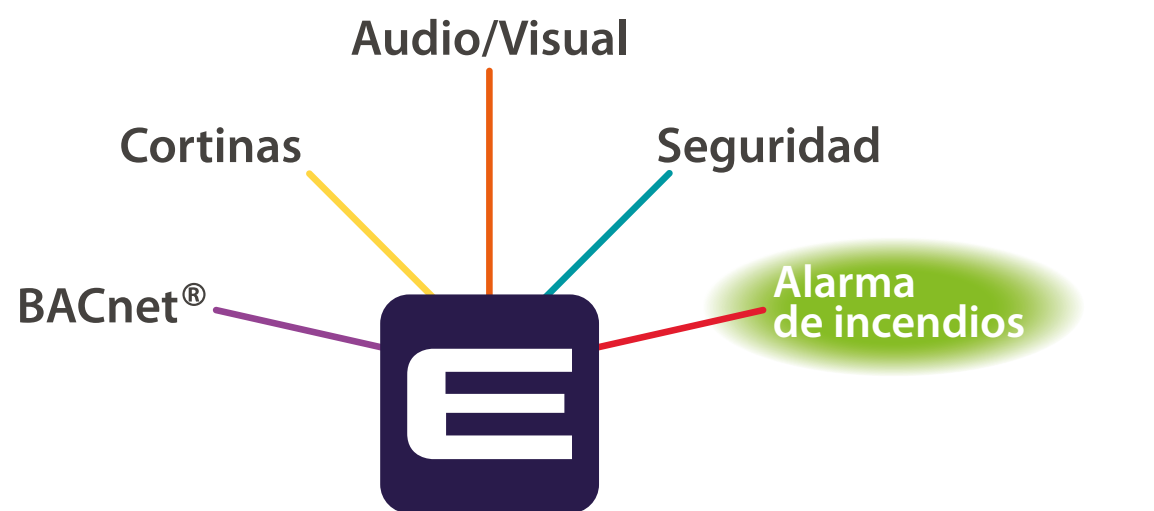 Audio/Visual
Cortinas
Seguridad
BACnet®
Alarma
de incendios
E